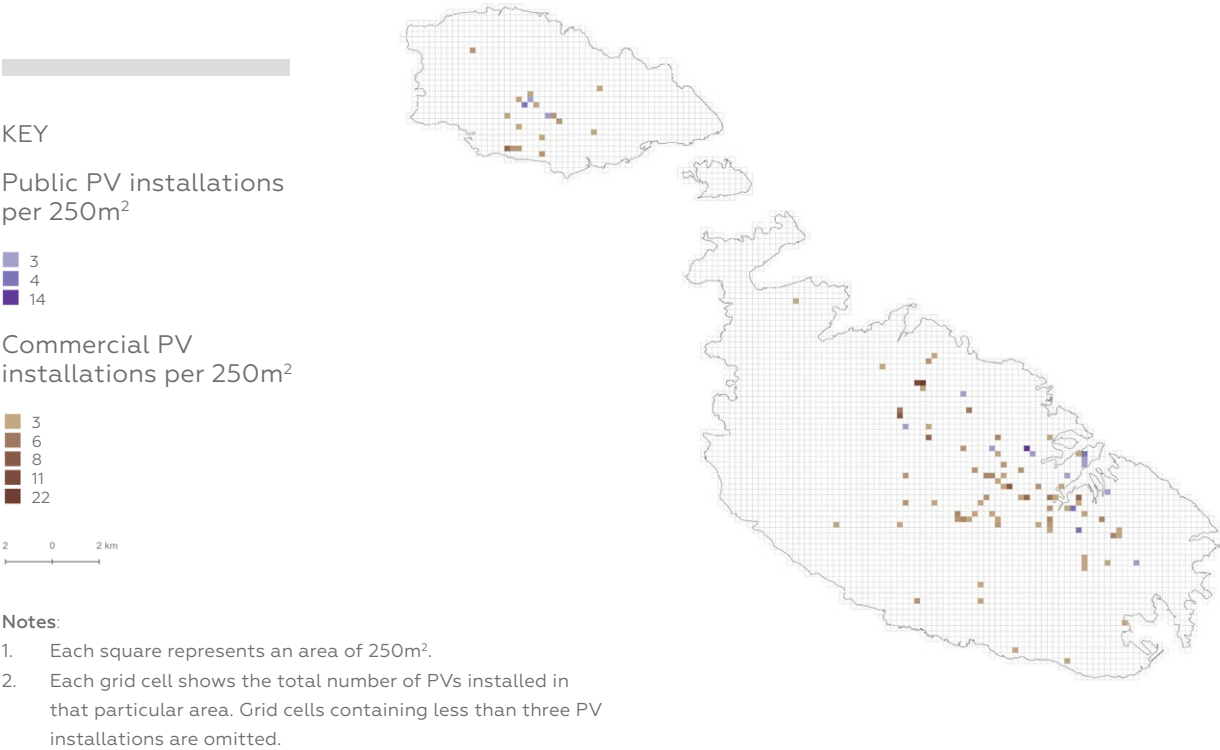 KEY
Public PV installations
per 250m²
3
4
14
Commercial PV
installations per 250m²
3
6
8
11
22
2 0 2 km
Notes:
1. Each square represents an area of 250m².
2. Each grid cell shows the total number of PVs installed in
that particular area. Grid cells containing less than three PV
installations are omitted.